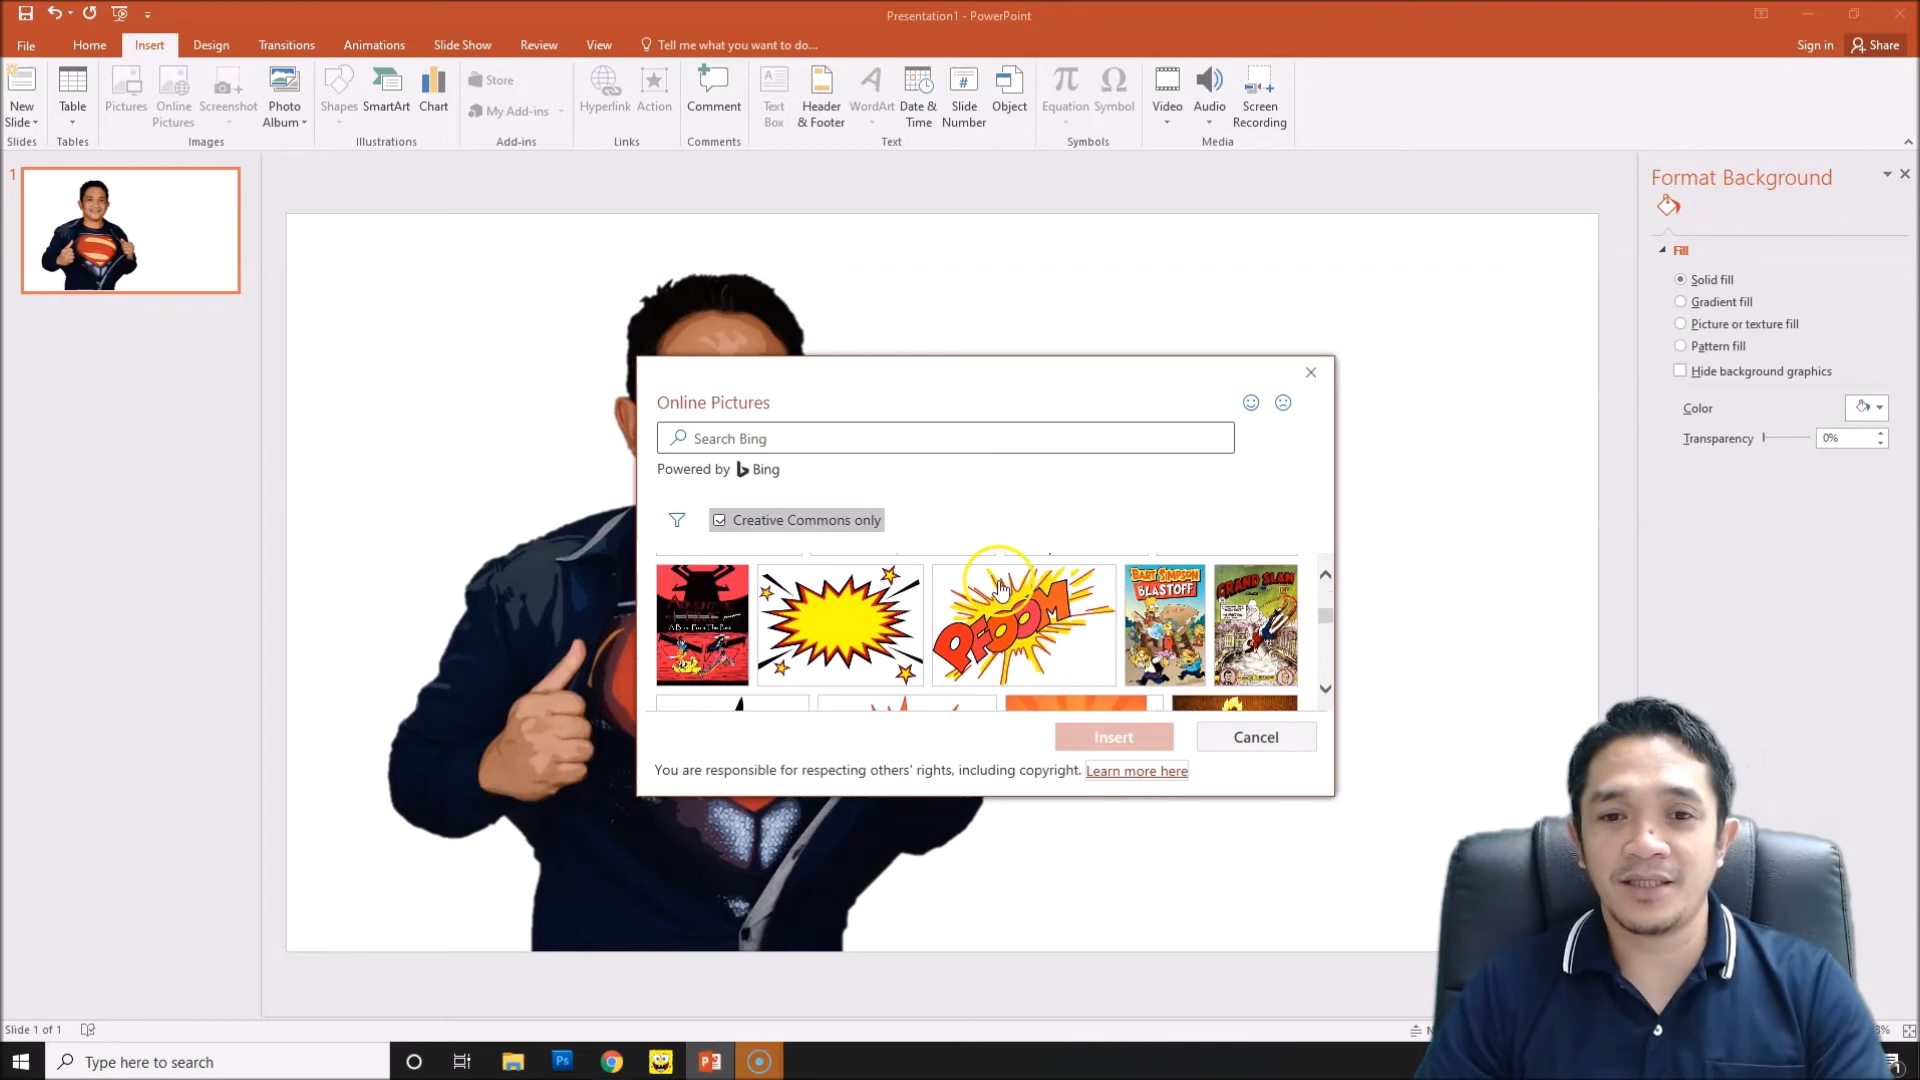 Presentation1 - PowerPoint
File Home Insert Design Transitions Animations Slide Show Review View Tell me what you want to do... Sign in Share
New Slide Table Pictures Online Pictures Screenshot Photo Album Shapes SmartArt Chart Store My Add-ins Hyperlink Action Comment Text Box Header & Footer WordArt Date & Time Slide Number Object Equation Symbol Video Audio Screen Recording
Slides Tables Images Illustrations Add-ins Links Comments Text Symbols Media
1
Format Background
Fill
Solid fill
Gradient fill
Picture or texture fill
Pattern fill
Hide background graphics
Color
Transparency 0%
Online Pictures
Search Bing
Powered by Bing
Creative Commons only
PFOOM
BART SIMPSON
BLASTOFF
GRAND SLAM
Insert Cancel
You are responsible for respecting others' rights, including copyright. Learn more here
Slide 1 of 1
Type here to search
Ps